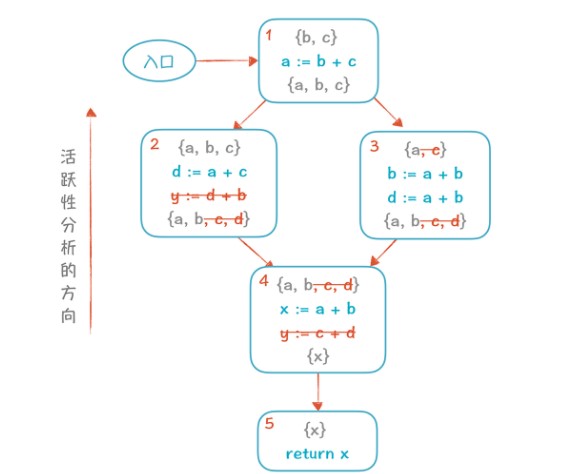 入口
1
{b, c}
a := b + c
{a, b, c}
活跃性分析的方向
2
{a, b, c}
d := a + c
y := d + b
{a, b, c, d}
3
{a, c}
b := a + b
d := a + b
{a, b, c, d}
4
{a, b, c, d}
x := a + b
y := c + d
{x}
5
{x}
return x